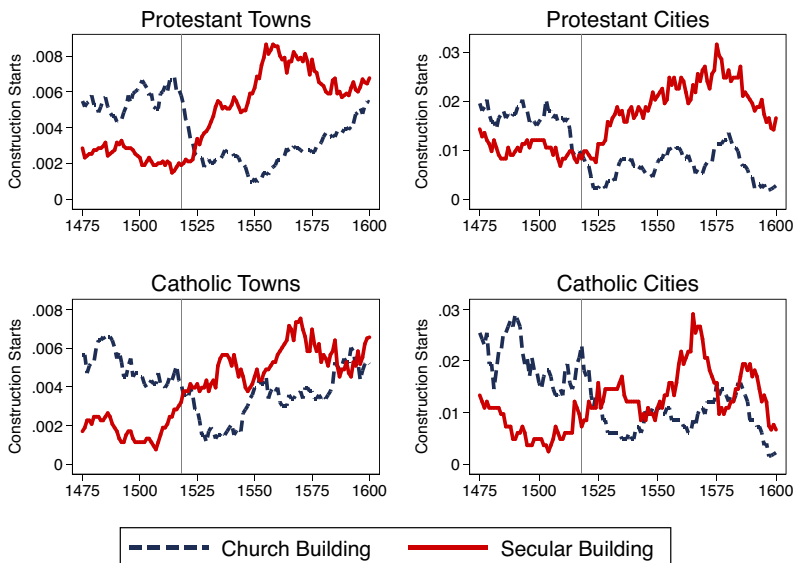 Protestant Towns
Protestant Cities
Construction Starts
.008
.006
.004
.002
0
1475 1500 1525 1550 1575 1600
Construction Starts
.03
.02
.01
0
1475 1500 1525 1550 1575 1600
Catholic Towns
Catholic Cities
Construction Starts
.008
.006
.004
.002
0
1475 1500 1525 1550 1575 1600
Construction Starts
.03
.02
.01
0
1475 1500 1525 1550 1575 1600
Church Building
Secular Building